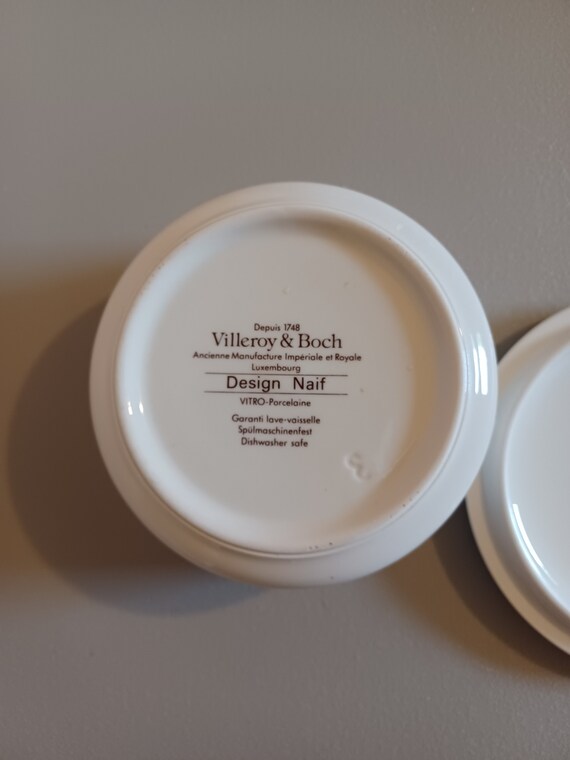 Depuis 1748
Villeroy & Boch
Ancienne Manufacture Impériale et Royale
Luxembourg
Design Naif
VITRO-Porcelaine
Garanti lave-vaisselle
Spülmaschinenfest
Dishwasher safe